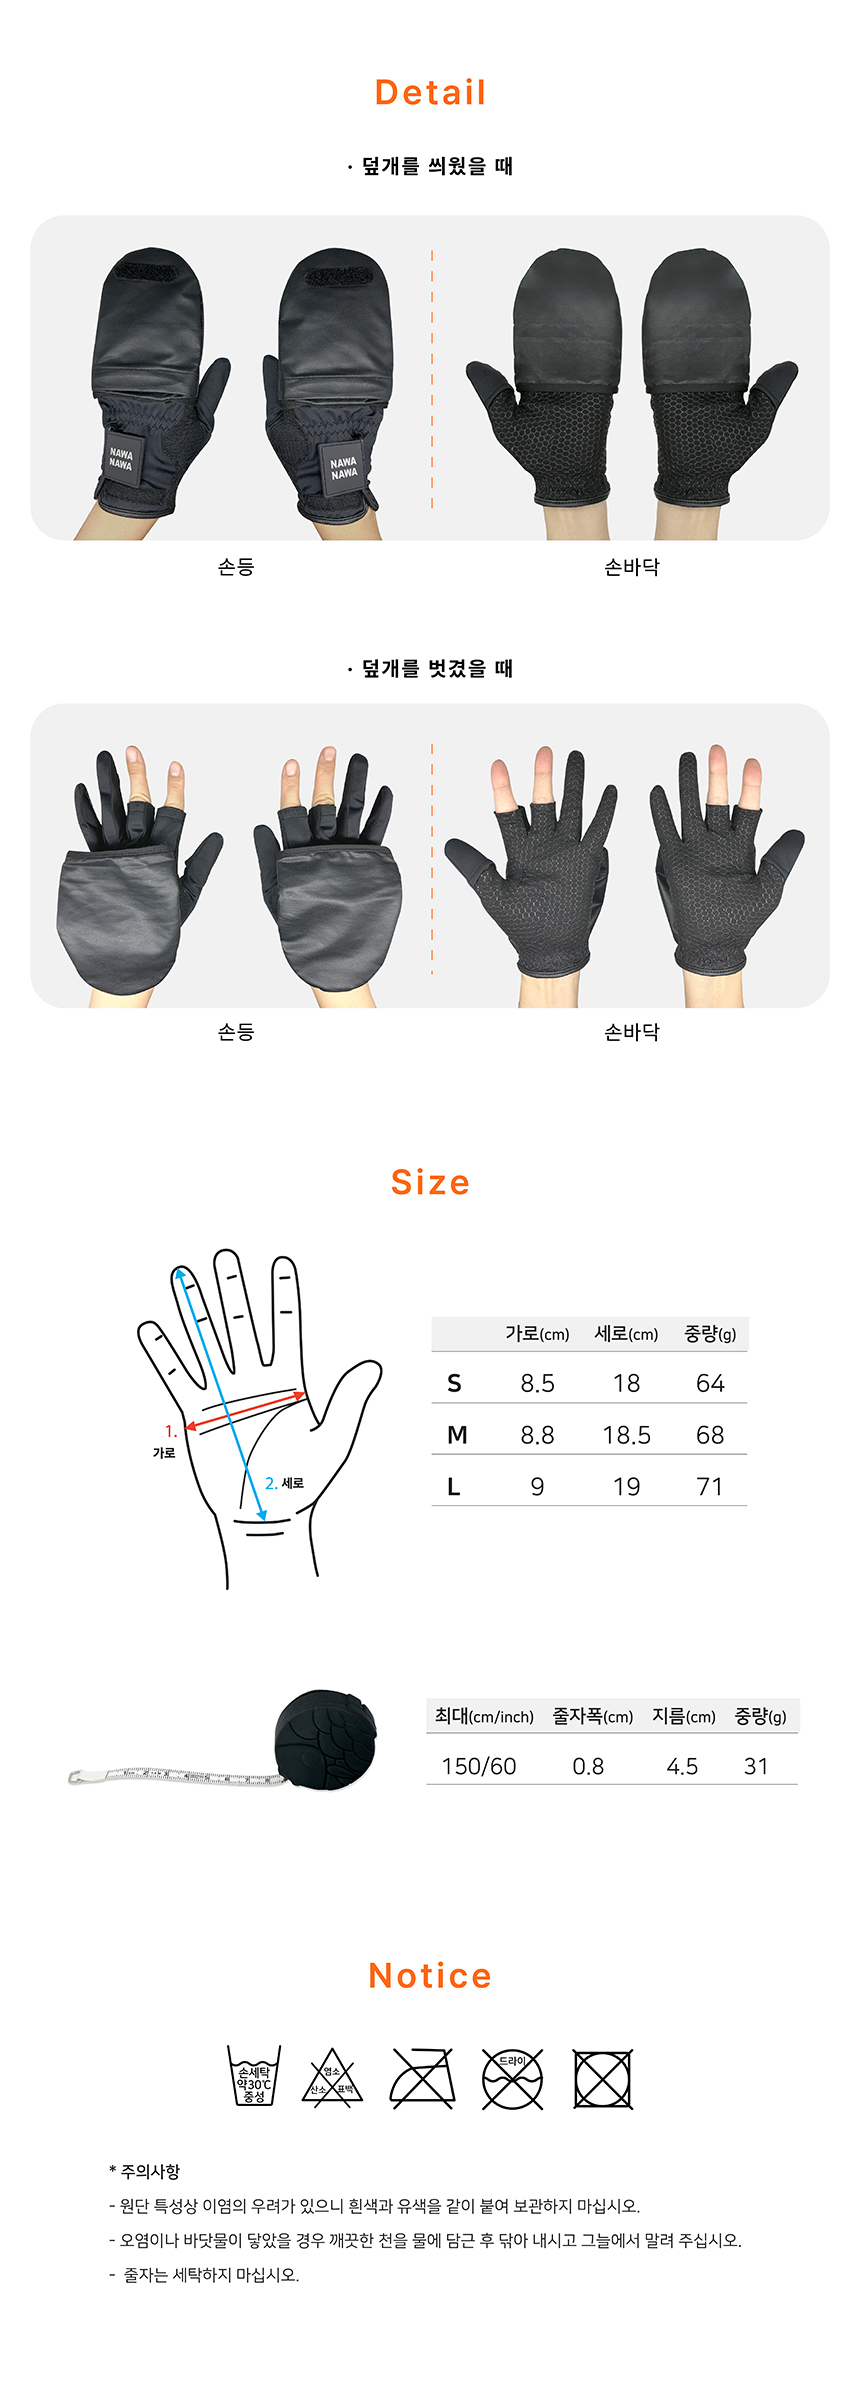 Detail
· 덮개를 씌웠을 때
NAWA
NAWA
NAWA
NAWA
손등
손바닥
· 덮개를 벗겼을 때
손등
손바닥
Size
가로(cm) 세로(cm) 중량(g)
S 8.5 18 64
M 8.8 18.5 68
L 9 19 71
1.
가로
2. 세로
최대(cm/inch) 줄자폭(cm) 지름(cm) 중량(g)
150/60 0.8 4.5 31
Notice
손세탁
약30℃
중성
염소
산소 표백
드라이
* 주의사항
- 원단 특성상 이염의 우려가 있으니 흰색과 유색을 같이 붙여 보관하지 마십시오.
- 오염이나 바닷물이 닿았을 경우 깨끗한 천을 물에 담근 후 닦아 내시고 그늘에서 말려 주십시오.
- 줄자는 세탁하지 마십시오.